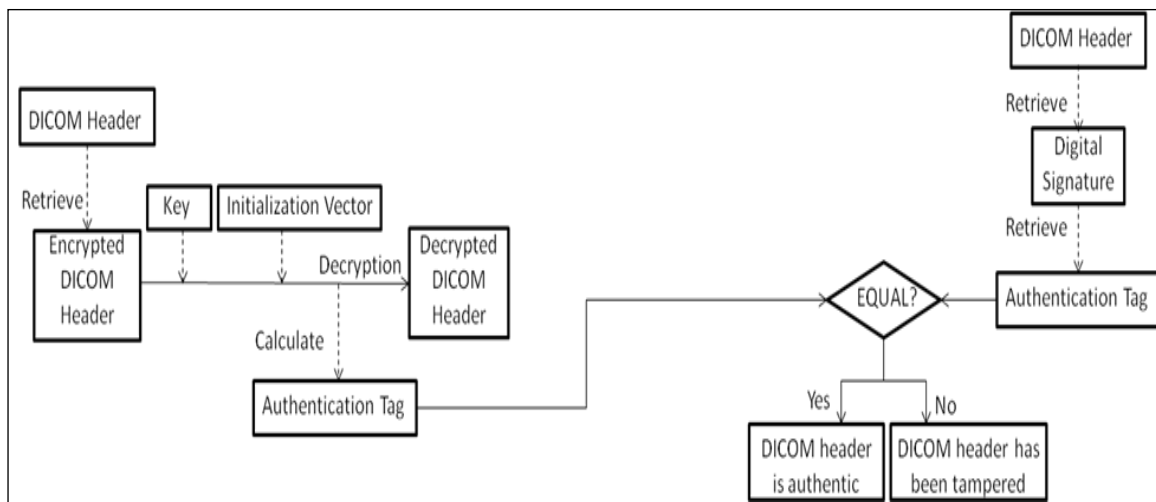 DICOM Header
DICOM Header
Retrieve
Digital
Signature
Retrieve
Key
Initialization Vector
Retrieve
Encrypted
DICOM
Header
Decryption
Decrypted
DICOM
Header
EQUAL?
Authentication Tag
Calculate
Authentication Tag
Yes
No
DICOM header
is authentic
DICOM header has
been tampered